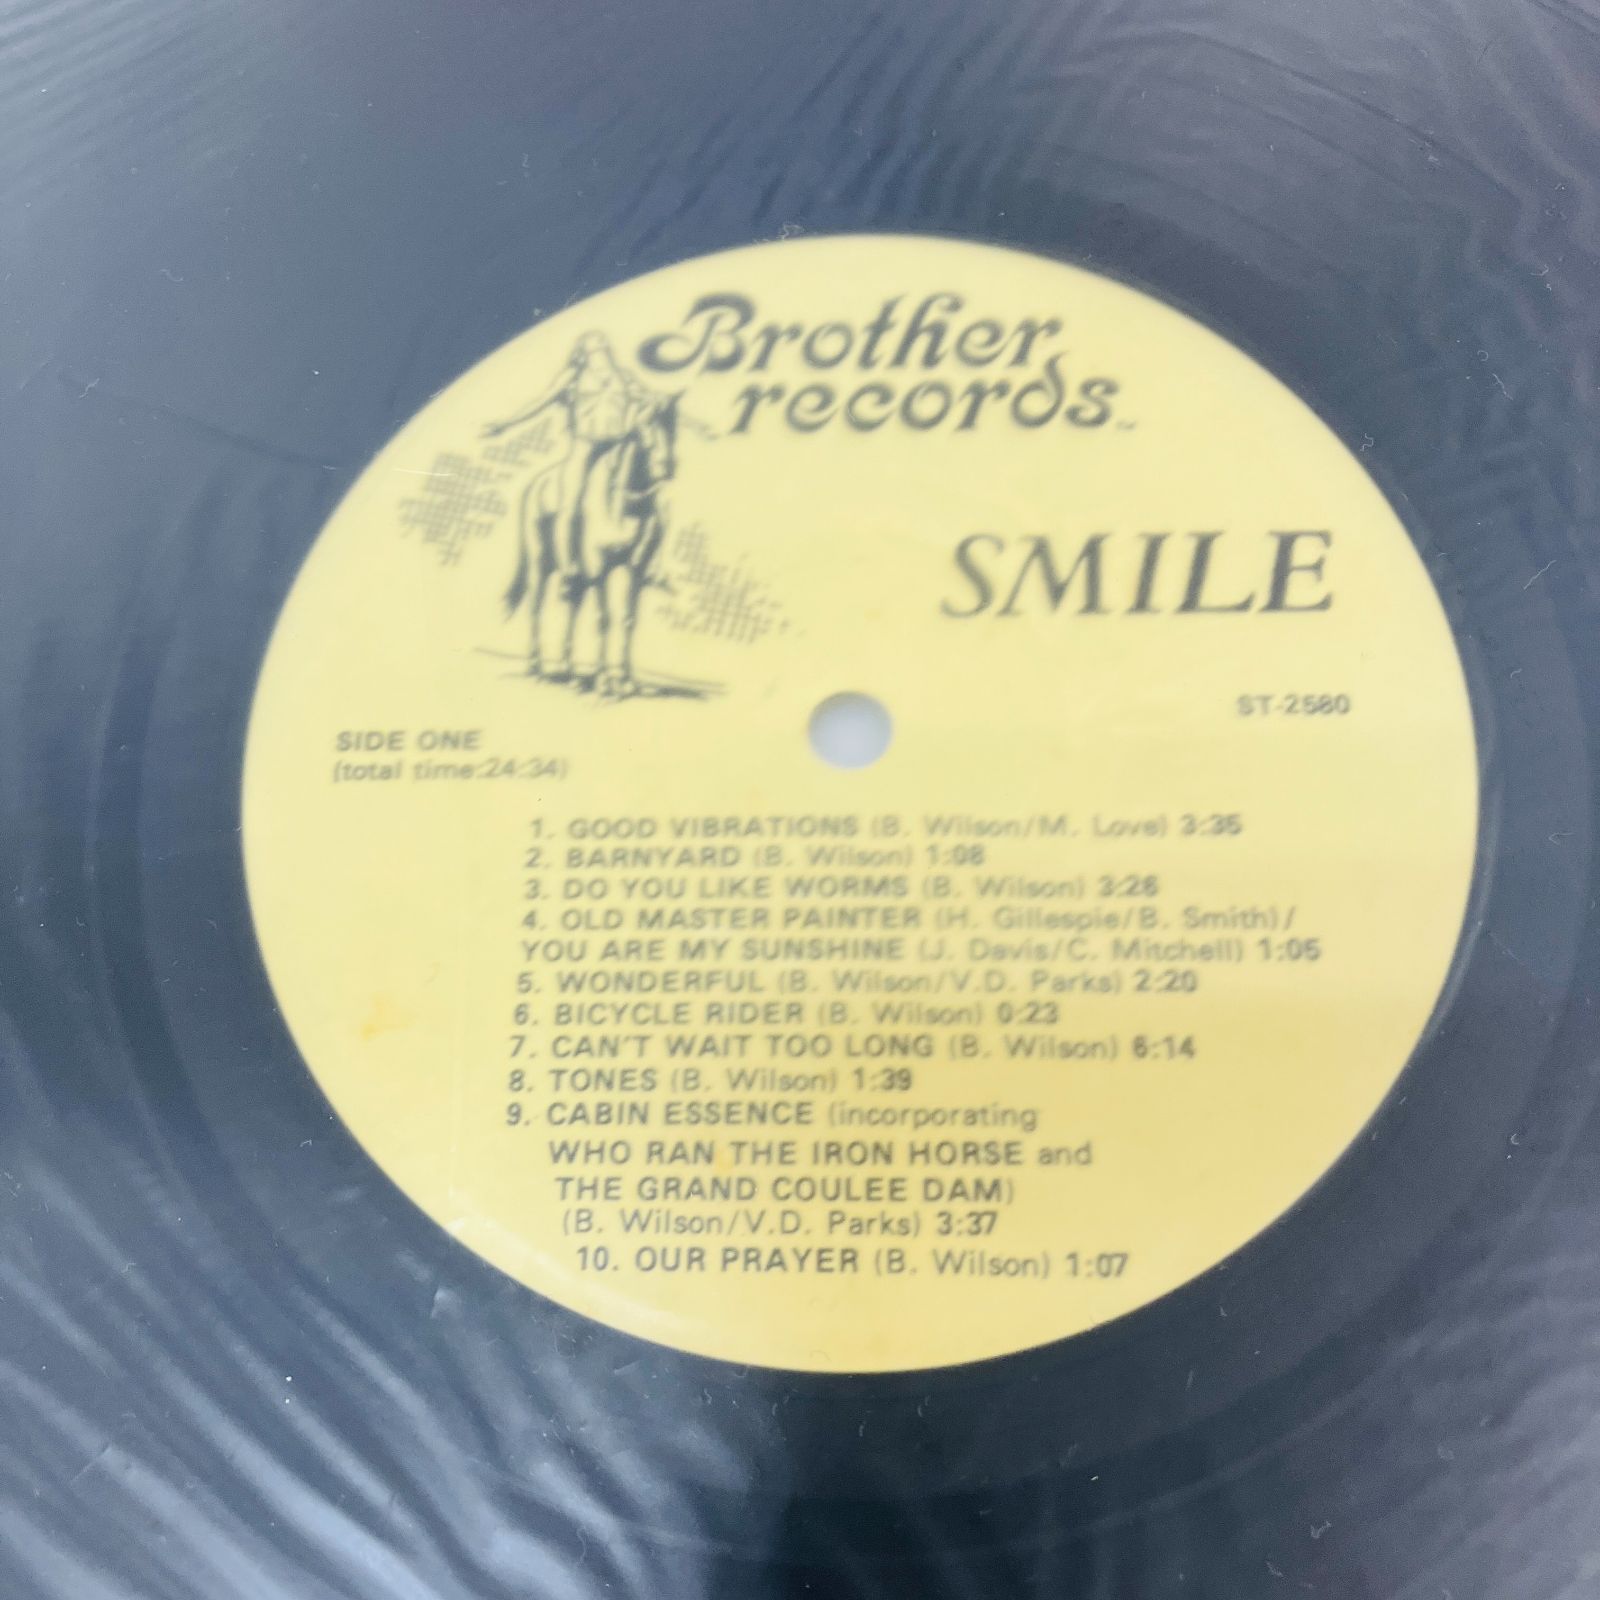 Brother
records™
SMILE
ST-2580
SIDE ONE
(total time:24:34)
1. GOOD VIBRATIONS (B. Wilson/M. Love) 3:35
2. BARNYARD (B. Wilson) 1:08
3. DO YOU LIKE WORMS (B. Wilson) 3:26
4. OLD MASTER PAINTER (H. Gillespie/B. Smith)/
YOU ARE MY SUNSHINE (J. Davis/C. Mitchell) 1:05
5. WONDERFUL (B. Wilson/V.D. Parks) 2:20
6. BICYCLE RIDER (B. Wilson) 0:23
7. CAN'T WAIT TOO LONG (B. Wilson) 6:14
8. TONES (B. Wilson) 1:39
9. CABIN ESSENCE (incorporating
WHO RAN THE IRON HORSE and
THE GRAND COULEE DAM)
(B. Wilson/V.D. Parks) 3:37
10. OUR PRAYER (B. Wilson) 1:07